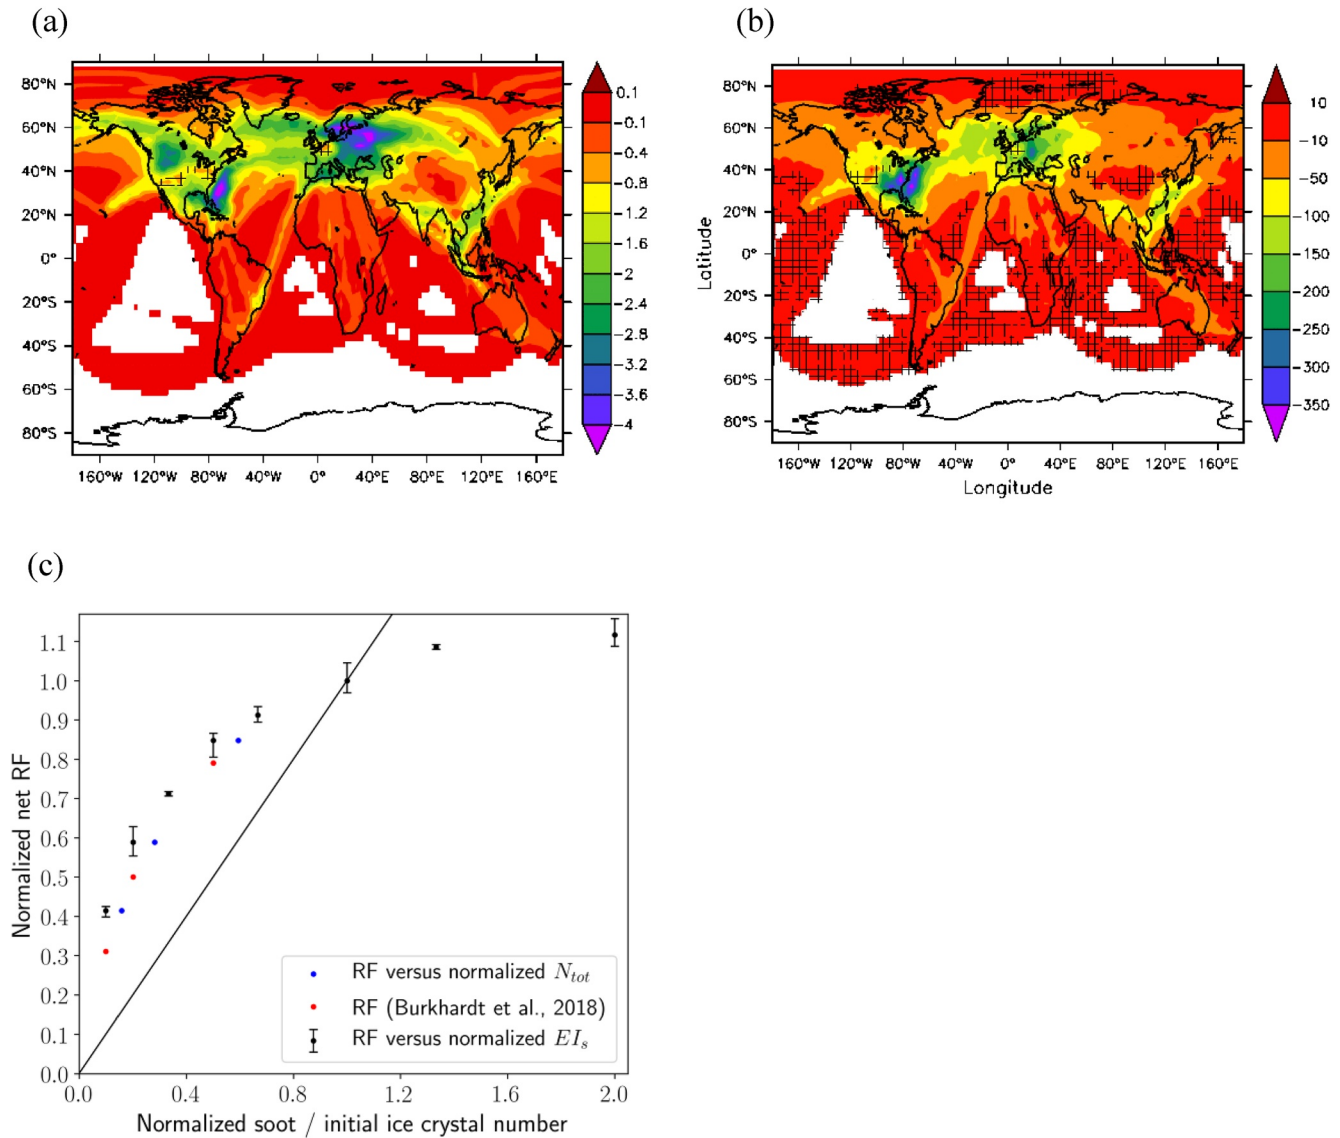 (a)
80°N
60°N
40°N
20°N
0°
20°S
40°S
60°S
80°S
160°W 120°W 80°W 40°W 0° 40°E 80°E 120°E 160°E
0.1
-0.1
-0.4
-0.8
-1.2
-1.6
-2
-2.4
-2.8
-3.2
-3.6
-4
(b)
Latitude
80°N
60°N
40°N
20°N
0°
20°S
40°S
60°S
80°S
160°W 120°W 80°W 40°W 0° 40°E 80°E 120°E 160°E
Longitude
10
-10
-50
-100
-150
-200
-250
-300
-350
(c)
Normalized net RF
1.1
1.0
0.9
0.8
0.7
0.6
0.5
0.4
0.3
0.2
0.1
0.0
0.0 0.4 0.8 1.2 1.6 2.0
Normalized soot / initial ice crystal number
RF versus normalized N_tot
RF (Burkhardt et al., 2018)
RF versus normalized EI_s